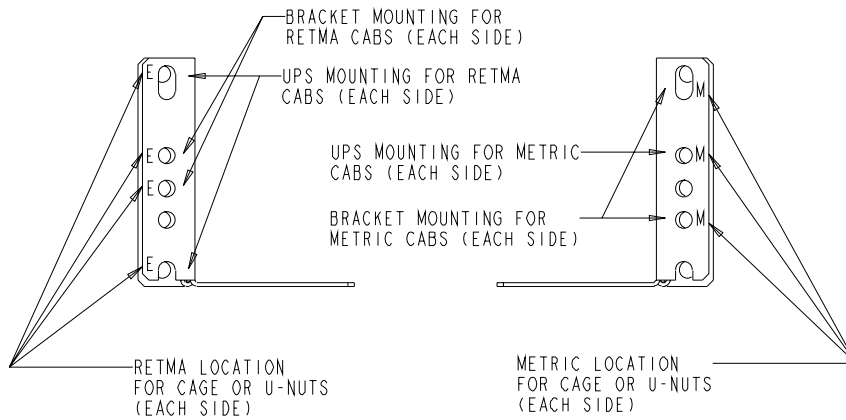 BRACKET MOUNTING FOR
RETMA CABS (EACH SIDE)
UPS MOUNTING FOR RETMA
CABS (EACH SIDE)
E
E
E
E
RETMA LOCATION
FOR CAGE OR U-NUTS
(EACH SIDE)
M
UPS MOUNTING FOR METRIC
CABS (EACH SIDE)
M
BRACKET MOUNTING FOR
METRIC CABS (EACH SIDE)
M
METRIC LOCATION
FOR CAGE OR U-NUTS
(EACH SIDE)